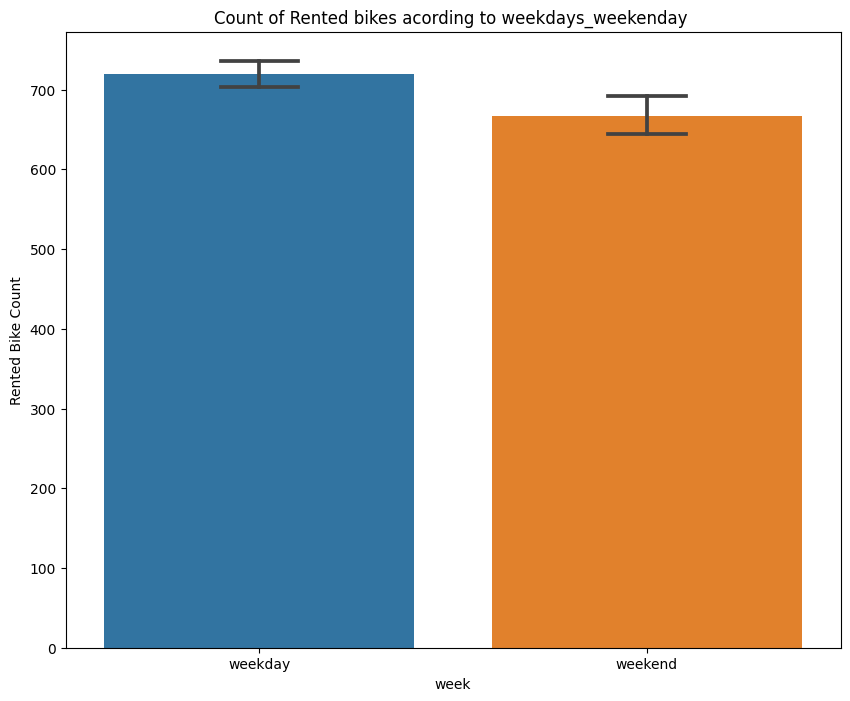 Count of Rented bikes acording to weekdays_weekenday
Rented Bike Count
700
600
500
400
300
200
100
0
weekday weekend
week